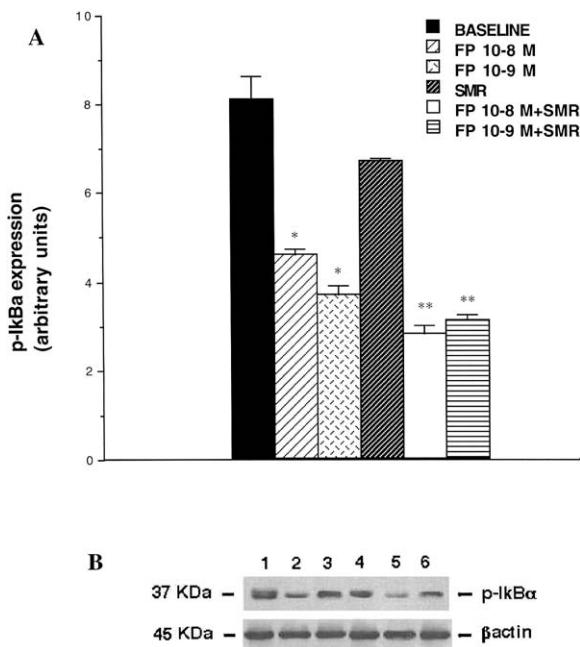 A
10
8
6
4
2
0
p-IkBa expression
(arbitrary units)
BASELINE
FP 10-8 M
FP 10-9 M
SMR
FP 10-8 M+SMR
FP 10-9 M+SMR
*
*
**
**
B
1 2 3 4 5 6
37 KDa – – p-IkBα
45 KDa – – βactin